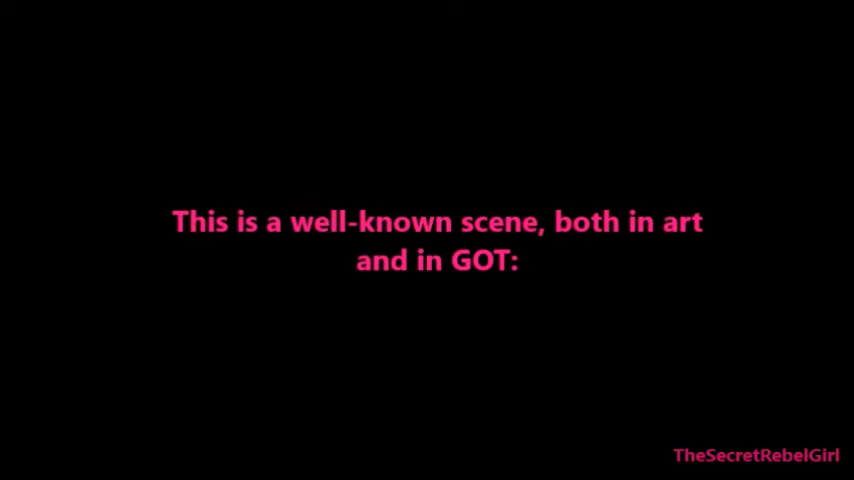 This is a well-known scene, both in art
and in GOT:
TheSecretRebelGirl